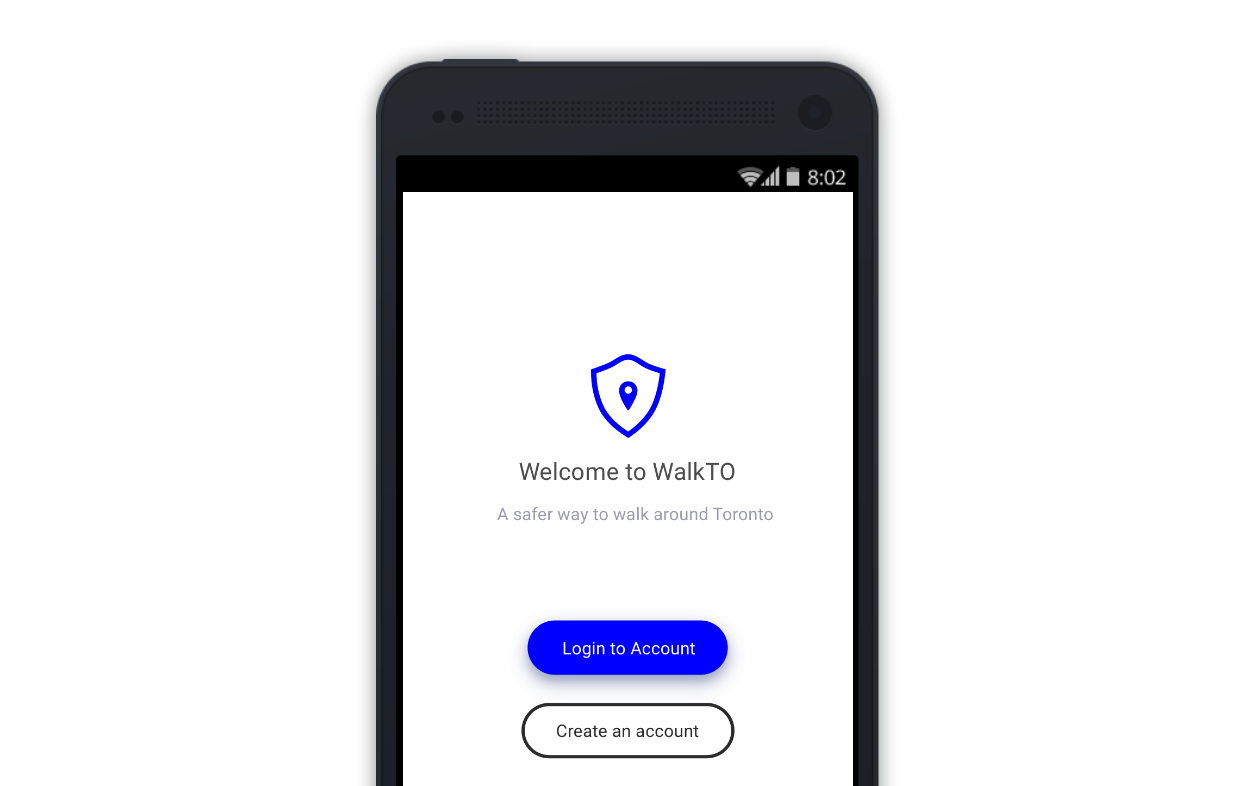 8:02
Welcome to WalkTO
A safer way to walk around Toronto
Login to Account
Create an account